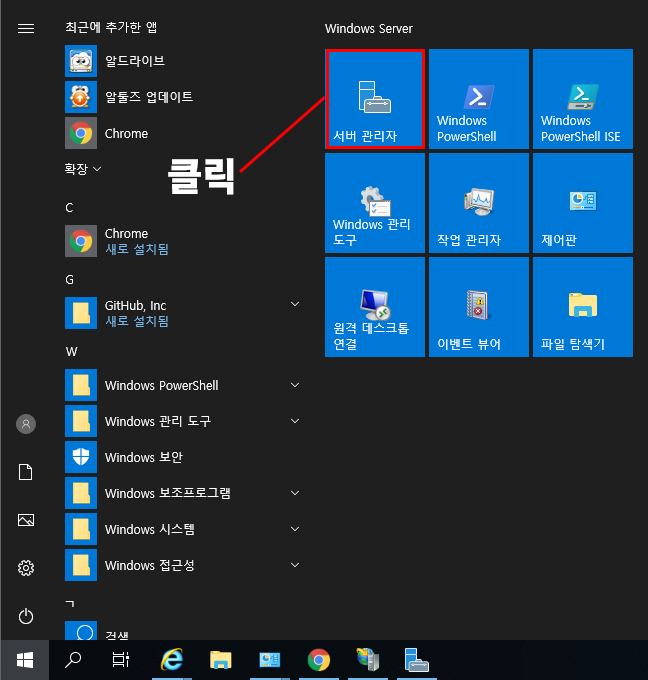 최근에 추가한 앱
알드라이브
알툴즈 업데이트
Chrome
확장
C
Chrome
새로 설치됨
G
GitHub, Inc
새로 설치됨
W
Windows PowerShell
Windows 관리 도구
Windows 보안
Windows 보조프로그램
Windows 시스템
Windows 접근성
ㄱ
검색
클릭
Windows Server
서버 관리자
Windows
PowerShell
Windows
PowerShell ISE
Windows 관리
도구
작업 관리자
제어판
원격 데스크톱
연결
이벤트 뷰어
파일 탐색기